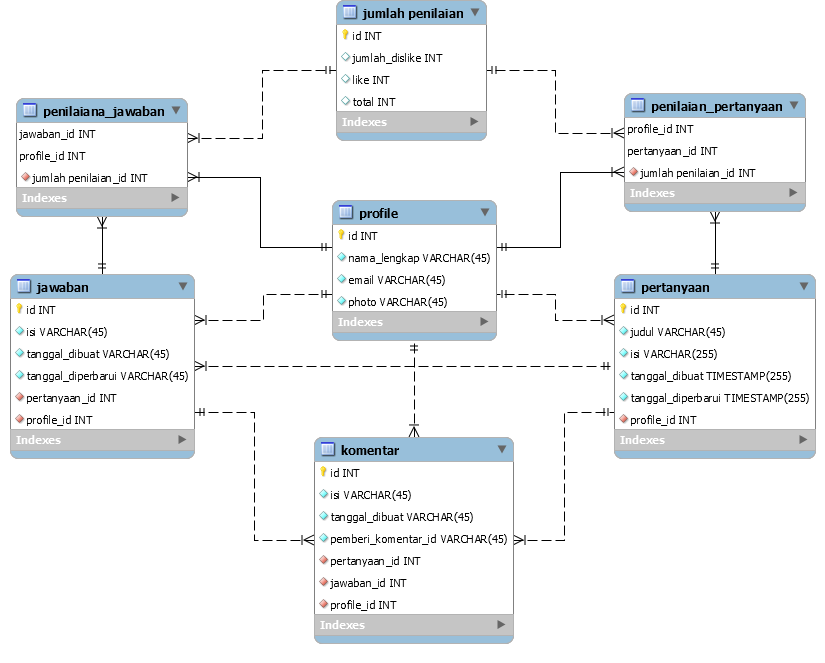 jumlah penilaian
id INT
jumlah_dislike INT
like INT
total INT
Indexes
penilaiana_jawaban
jawaban_id INT
profile_id INT
jumlah penilaian_id INT
Indexes
penilaian_pertanyaan
profile_id INT
pertanyaan_id INT
jumlah penilaian_id INT
Indexes
profile
id INT
nama_lengkap VARCHAR(45)
email VARCHAR(45)
photo VARCHAR(45)
Indexes
jawaban
id INT
isi VARCHAR(45)
tanggal_dibuat VARCHAR(45)
tanggal_diperbarui VARCHAR(45)
pertanyaan_id INT
profile_id INT
Indexes
pertanyaan
id INT
judul VARCHAR(45)
isi VARCHAR(255)
tanggal_dibuat TIMESTAMP(255)
tanggal_diperbarui TIMESTAMP(255)
profile_id INT
Indexes
komentar
id INT
isi VARCHAR(45)
tanggal_dibuat VARCHAR(45)
pemberi_komentar_id VARCHAR(45)
pertanyaan_id INT
jawaban_id INT
profile_id INT
Indexes